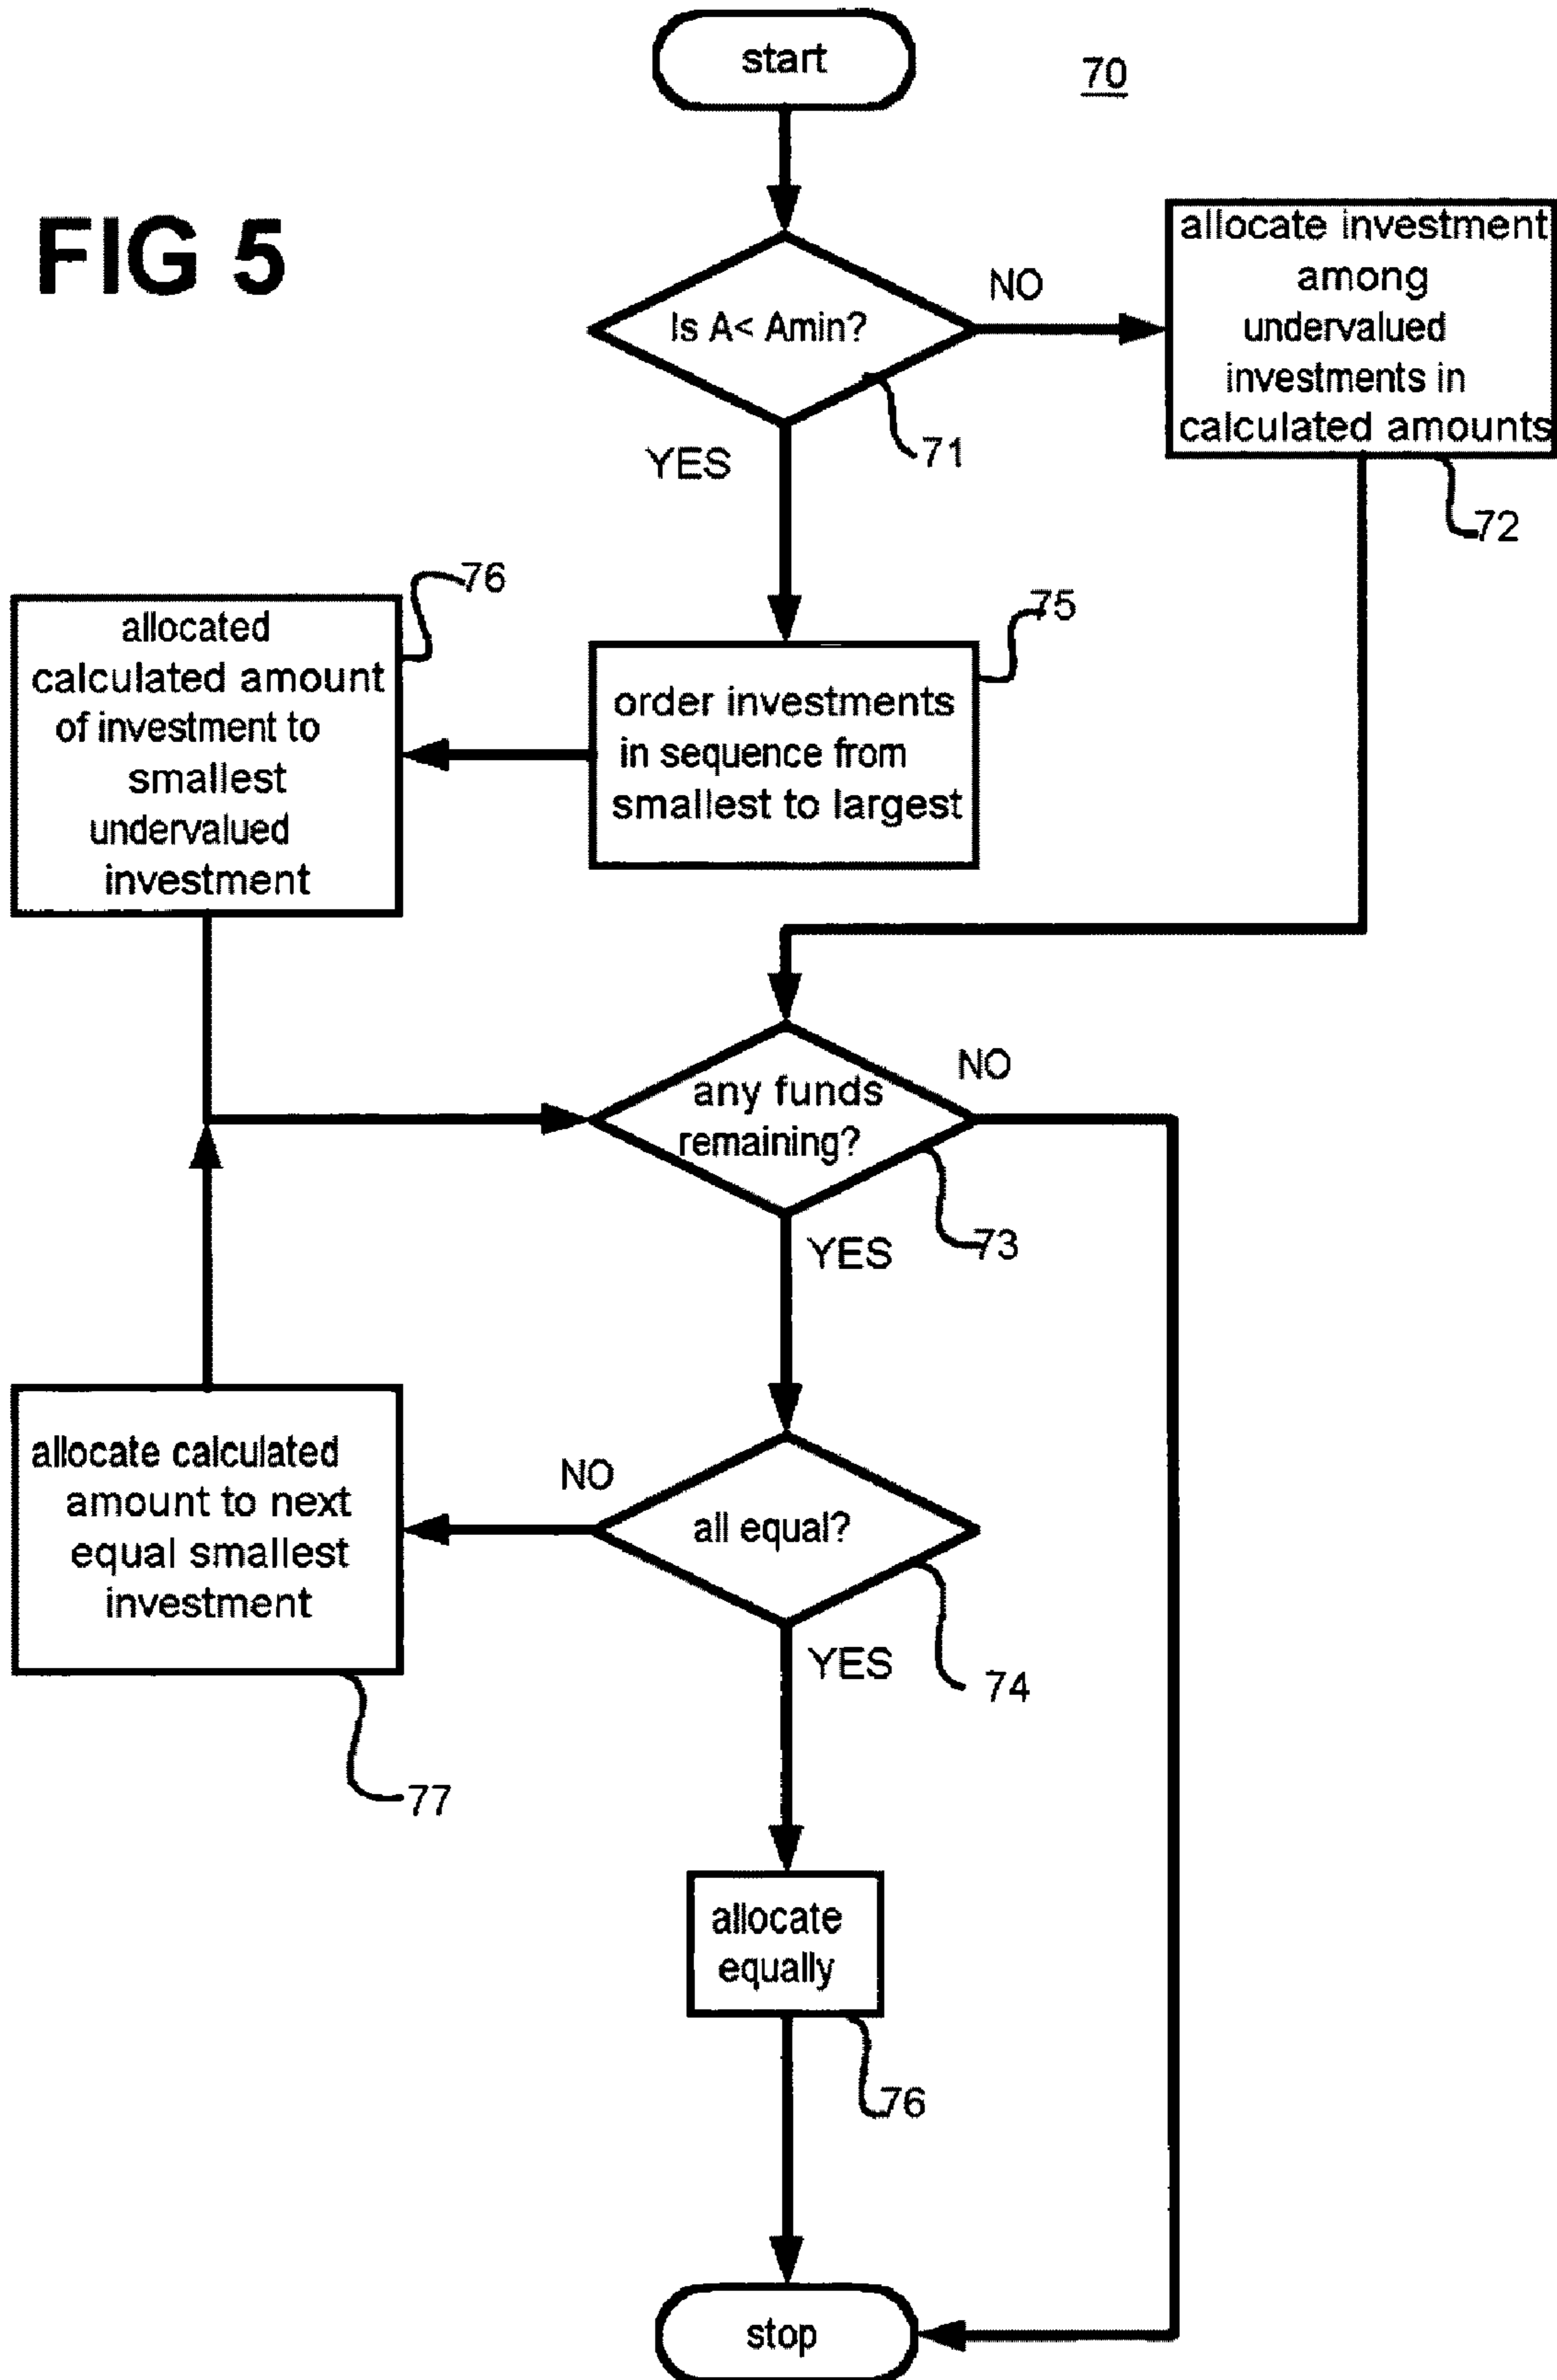 start
70
FIG 5
Is A< Amin?
NO
YES
71
allocate investment
among
undervalued
investments in
calculated amounts
72
76
allocated
calculated amount
of investment to
smallest
undervalued
investment
75
order investments
in sequence from
smallest to largest
any funds
remaining?
NO
YES
73
allocate calculated
amount to next
equal smallest
investment
77
NO
all equal?
YES
74
allocate
equally
76
stop